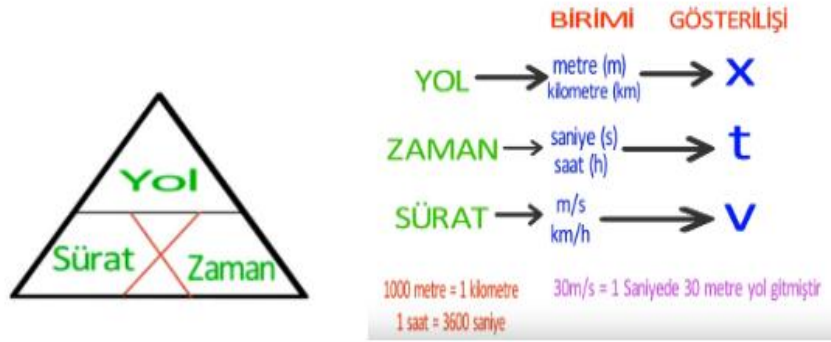 Yol
Sürat Zaman
BİRİMİ GÖSTERİLİŞİ
YOL metre (m) x
kilometre (km)
ZAMAN saniye (s) t
saat (h)
SÜRAT m/s v
km/h
1000 metre = 1 kilometre 30m/s = 1 Saniyede 30 metre yol gitmiştir
1 saat = 3600 saniye